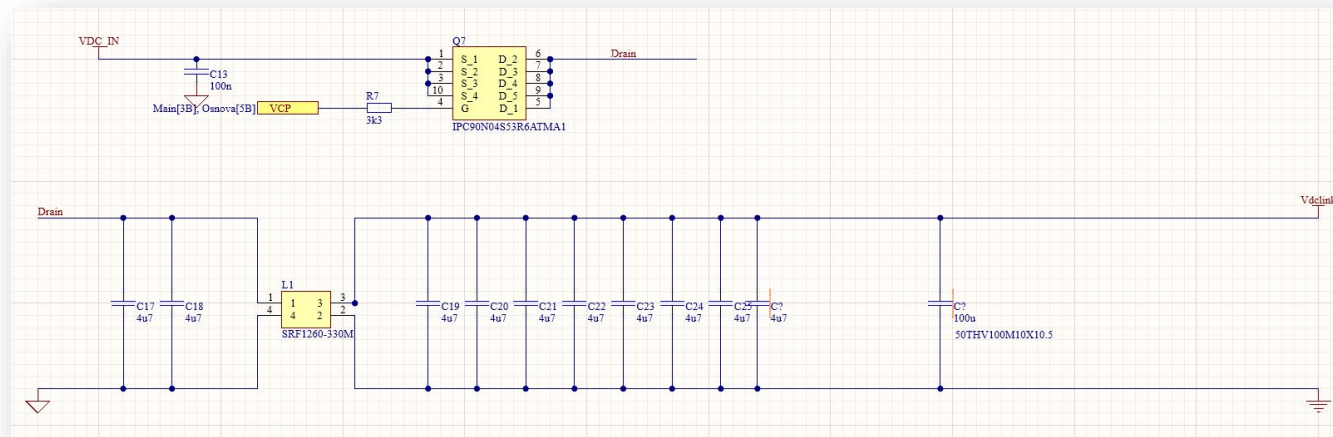 VDC_IN
Q7
Drain
1 S_1 D_2 6
2 S_2 D_3 7
3 S_3 D_4 8
10 S_4 D_5 9
4 G D_1 5
IPC90N04S53R6ATMA1
C13
100n
Main[3B], Osnova[5B] VCP
R7
3k3
Drain
Vdclink
C17
4u7
C18
4u7
L1
1 1 3 3
4 4 2 2
SRF1260-330M
C19
4u7
C20
4u7
C21
4u7
C22
4u7
C23
4u7
C24
4u7
C25
4u7
C?
4u7
C?
100u
50THV100M10X10.5